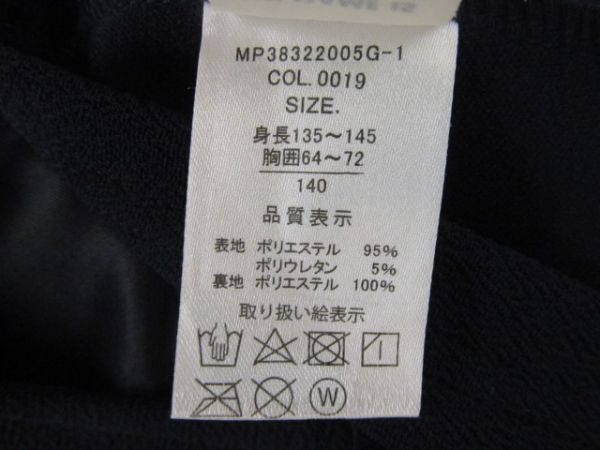 MP38322005G-1
COL.0019
SIZE.
身長135～145
胸囲64～72
140
品質表示
表地 ポリエステル 95%
ポリウレタン 5%
裏地 ポリエステル 100%
取り扱い絵表示
W